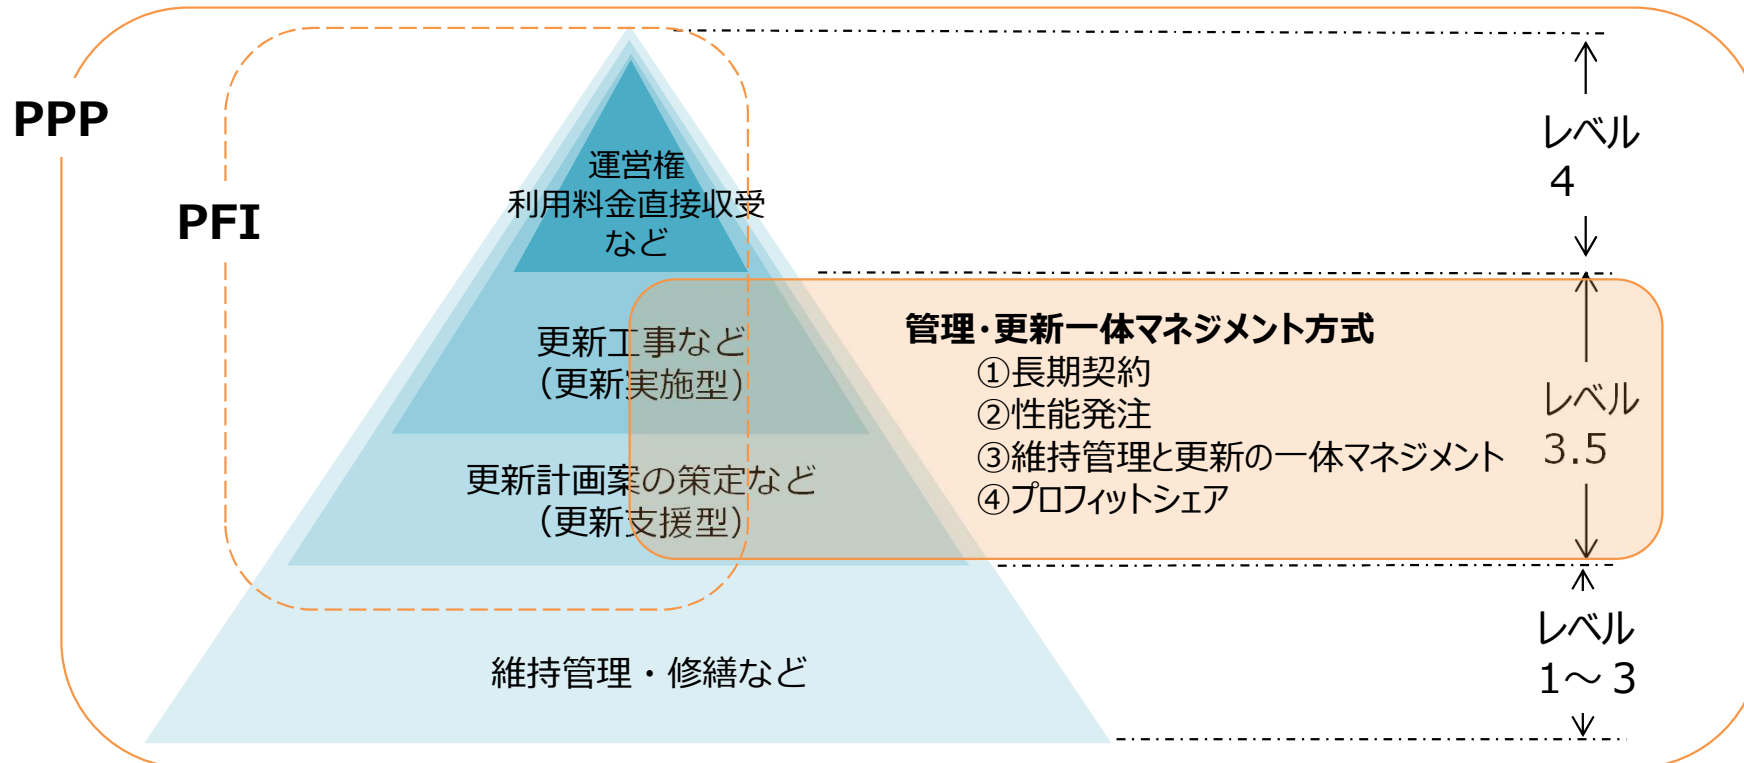 PPP
PFI
運営権
利用料金直接収受
など
レベル
4
更新工事など
（更新実施型）
更新計画案の策定など
（更新支援型）
管理・更新一体マネジメント方式
①長期契約
②性能発注
③維持管理と更新の一体マネジメント
④プロフィットシェア
レベル
3.5
維持管理・修繕など
レベル
1～3